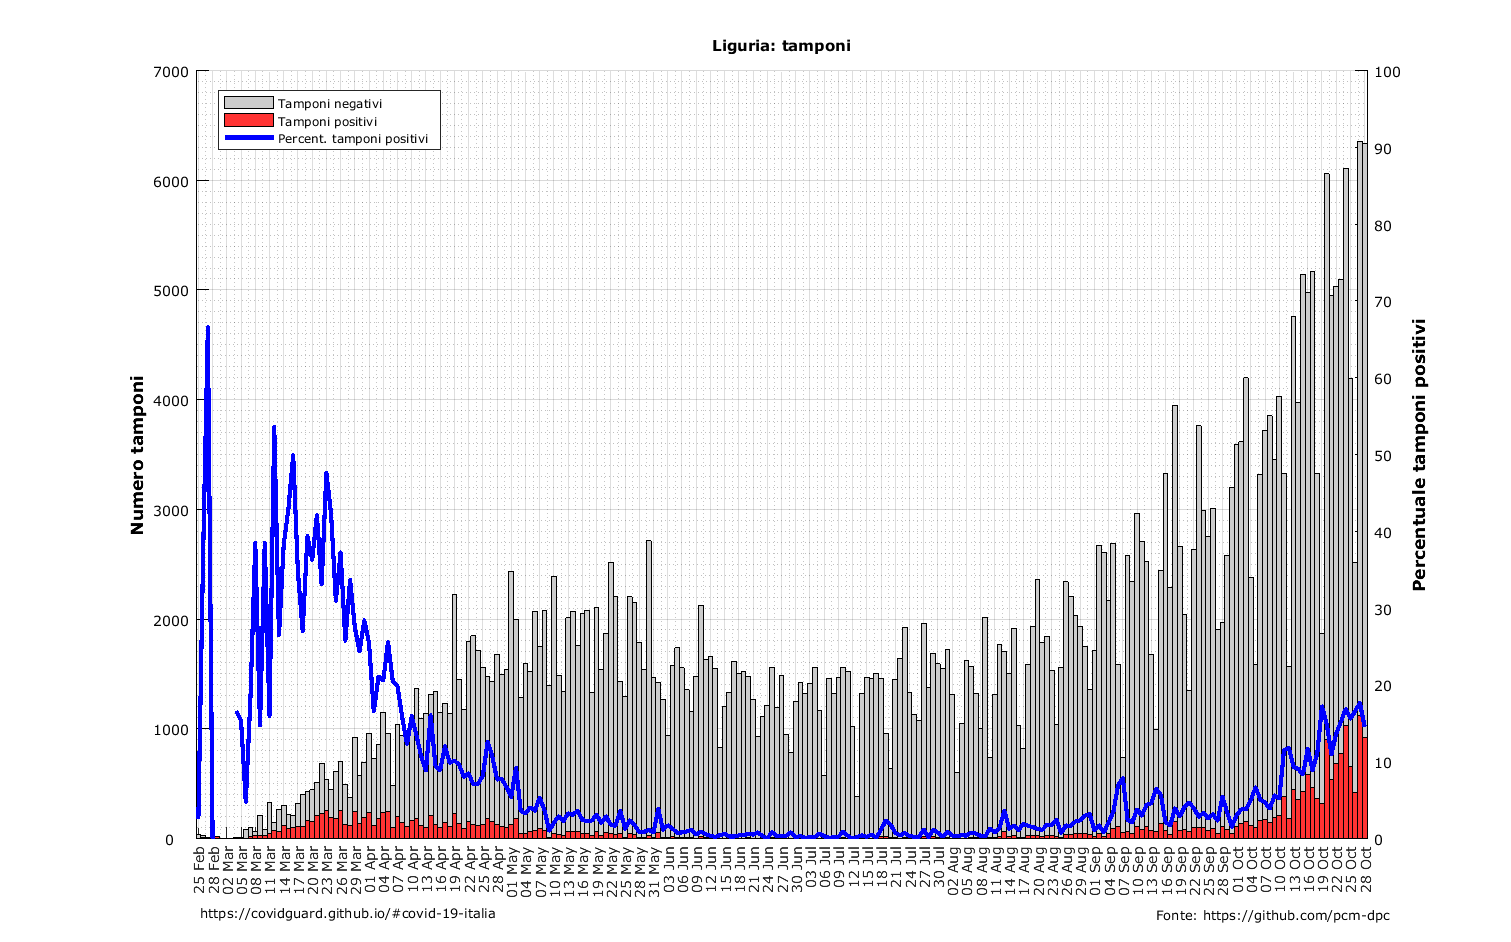 Liguria: tamponi
Tamponi negativi
Tamponi positivi
Percent. tamponi positivi
Numero tamponi
7000
6000
5000
4000
3000
2000
1000
0
Percentuale tamponi positivi
100
90
80
70
60
50
40
30
20
10
0
25 Feb
28 Feb
02 Mar
05 Mar
08 Mar
11 Mar
14 Mar
17 Mar
20 Mar
23 Mar
26 Mar
29 Mar
01 Apr
04 Apr
07 Apr
10 Apr
13 Apr
16 Apr
19 Apr
22 Apr
25 Apr
28 Apr
01 May
04 May
07 May
10 May
13 May
16 May
19 May
22 May
25 May
28 May
31 May
03 Jun
06 Jun
09 Jun
12 Jun
15 Jun
18 Jun
21 Jun
24 Jun
27 Jun
30 Jun
03 Jul
06 Jul
09 Jul
12 Jul
15 Jul
18 Jul
21 Jul
24 Jul
27 Jul
30 Jul
02 Aug
05 Aug
08 Aug
11 Aug
14 Aug
17 Aug
20 Aug
23 Aug
26 Aug
29 Aug
01 Sep
04 Sep
07 Sep
10 Sep
13 Sep
16 Sep
19 Sep
22 Sep
25 Sep
28 Sep
01 Oct
04 Oct
07 Oct
10 Oct
13 Oct
16 Oct
19 Oct
22 Oct
25 Oct
28 Oct
https://covidguard.github.io/#covid-19-italia
Fonte: https://github.com/pcm-dpc